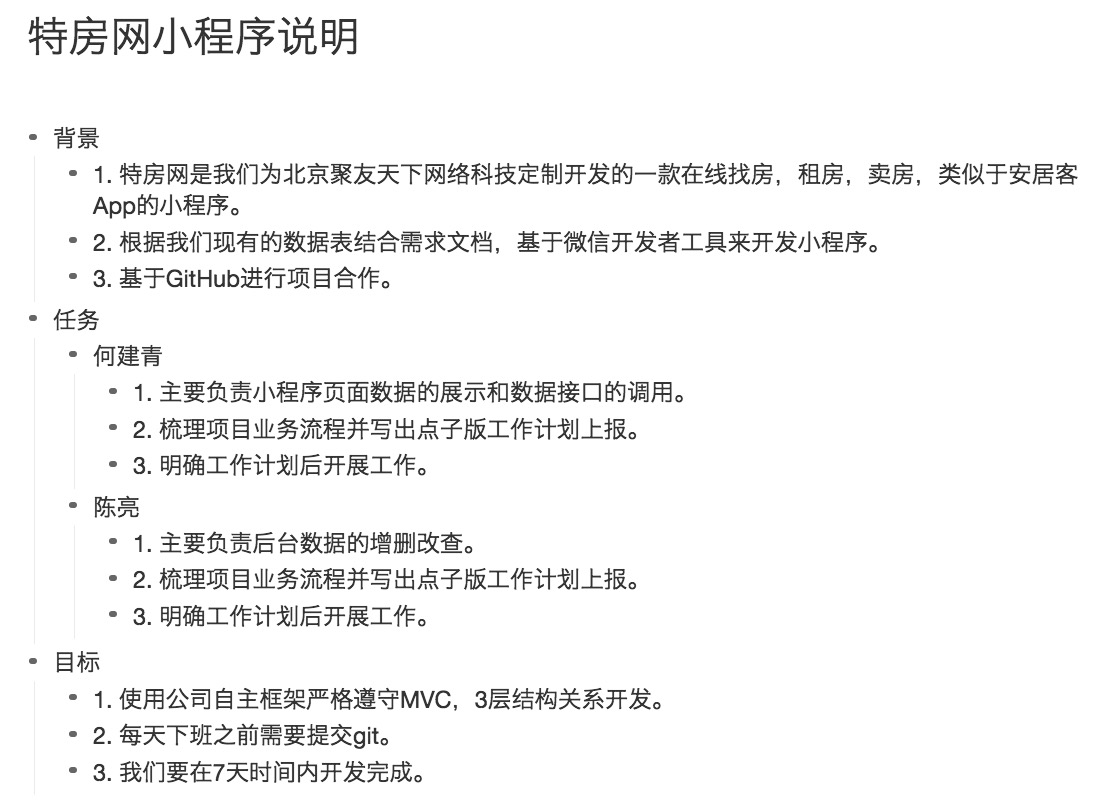 特房网小程序说明
背景
1. 特房网是我们为北京聚友天下网络科技定制开发的一款在线找房，租房，卖房，类似于安居客
App的小程序。
2. 根据我们现有的数据表结合需求文档，基于微信开发者工具来开发小程序。
3. 基于GitHub进行项目合作。
任务
何建青
1. 主要负责小程序页面数据的展示和数据接口的调用。
2. 梳理项目业务流程并写出点子版工作计划上报。
3. 明确工作计划后开展工作。
陈亮
1. 主要负责后台数据的增删改查。
2. 梳理项目业务流程并写出点子版工作计划上报。
3. 明确工作计划后开展工作。
目标
1. 使用公司自主框架严格遵守MVC，3层结构关系开发。
2. 每天下班之前需要提交git。
3. 我们要在7天时间内开发完成。